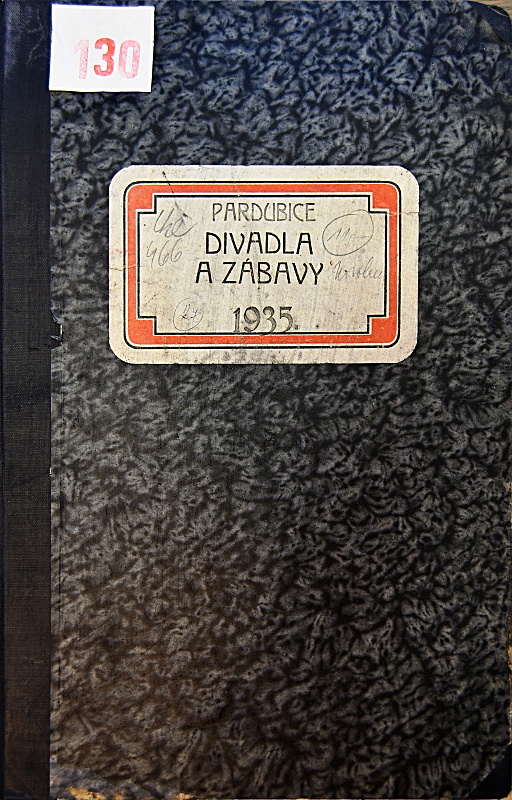 130
PARDUBICE
DIVADLA
A ZÁBAVY
466
1935.